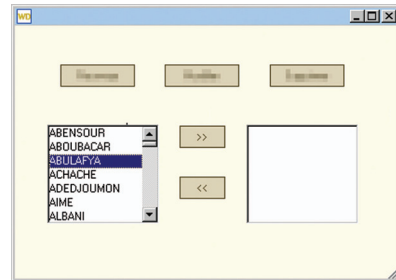 WD
>>
<<
ABENSOUR
ABOUBACAR
ABULAFYA
ACHACHE
ADEDJOUMON
AIME
ALBANI